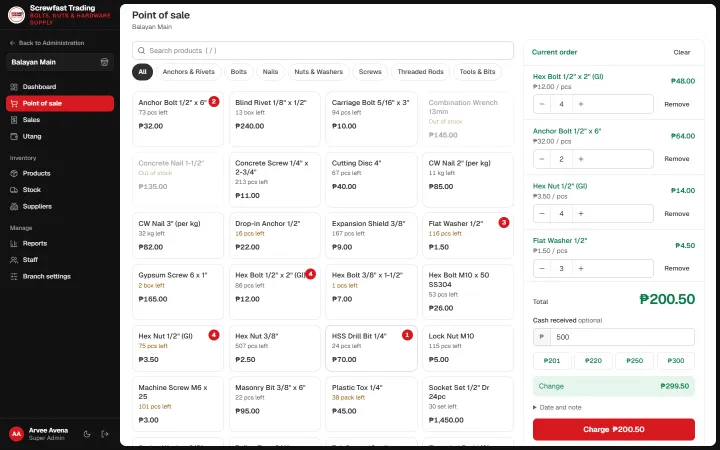 Screwfast Trading
BOLTS, NUTS & HARDWARE
SUPPLY
← Back to Administration
Balayan Main
Dashboard
Point of sale
Sales
Utang
Inventory
Products
Stock
Suppliers
Manage
Reports
Staff
Branch settings
AA
Arvee Avena
Super Admin
Point of sale
Balayan Main
Search products ( / )
All
Anchors & Rivets
Bolts
Nails
Nuts & Washers
Screws
Threaded Rods
Tools & Bits
Anchor Bolt 1/2" x 6"
2
73 pcs left
₱32.00
Blind Rivet 1/8" x 1/2"
13 box left
₱240.00
Carriage Bolt 5/16" x 3"
94 pcs left
₱10.00
Combination Wrench
13mm
Out of stock
₱145.00
Concrete Nail 1-1/2"
Out of stock
₱135.00
Concrete Screw 1/4" x
2-3/4"
213 pcs left
₱11.00
Cutting Disc 4"
67 pcs left
₱40.00
CW Nail 2" (per kg)
11 kg left
₱85.00
CW Nail 3" (per kg)
32 kg left
₱82.00
Drop-in Anchor 1/2"
16 pcs left
₱22.00
Expansion Shield 3/8"
167 pcs left
₱9.00
Flat Washer 1/2"
3
116 pcs left
₱1.50
Gypsum Screw 6 x 1"
2 box left
₱165.00
Hex Bolt 1/2" x 2" (GI)
4
86 pcs left
₱12.00
Hex Bolt 3/8" x 1-1/2"
1 pcs left
₱7.00
Hex Bolt M10 x 50
SS304
53 pcs left
₱26.00
Hex Nut 1/2" (GI)
4
75 pcs left
₱3.50
Hex Nut 3/8"
507 pcs left
₱2.50
HSS Drill Bit 1/4"
1
24 pcs left
₱70.00
Lock Nut M10
115 pcs left
₱5.00
Machine Screw M6 x
25
101 pcs left
₱3.00
Masonry Bit 3/8" x 6"
22 pcs left
₱95.00
Plastic Tox 1/4"
38 pack left
₱45.00
Socket Set 1/2" Dr
24pc
30 set left
₱1,450.00
Current order
Clear
Hex Bolt 1/2" x 2" (GI)
₱48.00
₱12.00 / pcs
− 4 +
Remove
Anchor Bolt 1/2" x 6"
₱64.00
₱32.00 / pcs
− 2 +
Remove
Hex Nut 1/2" (GI)
₱14.00
₱3.50 / pcs
− 4 +
Remove
Flat Washer 1/2"
₱4.50
₱1.50 / pcs
− 3 +
Remove
Total
₱200.50
Cash received optional
₱ 500
₱201
₱220
₱250
₱300
Change
₱299.50
Date and note
Charge ₱200.50